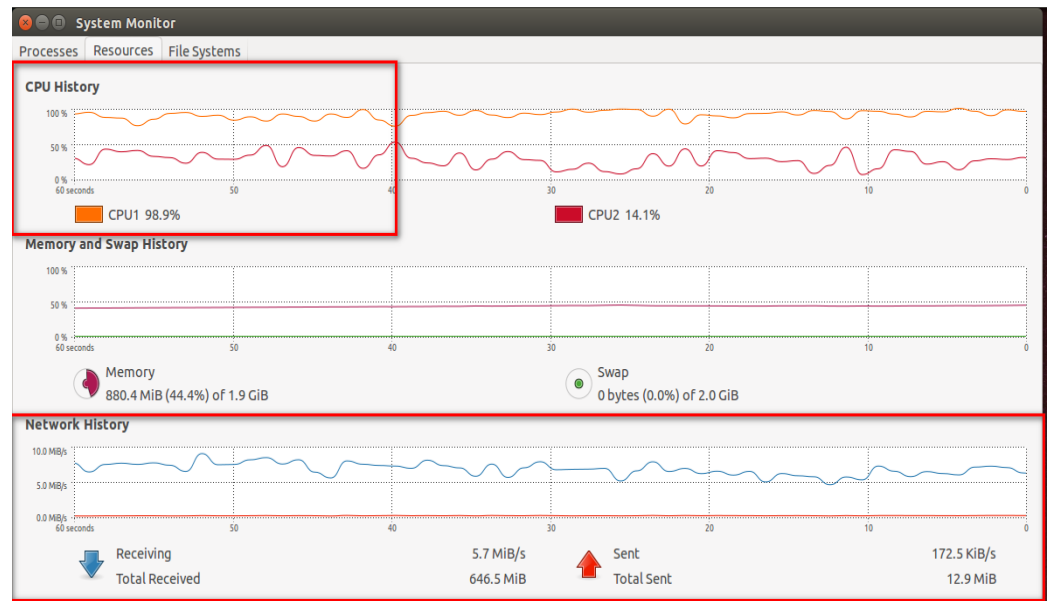 System Monitor
Processes Resources File Systems
CPU History
100 %
50 %
0 %
60 seconds 50 40 30 20 10 0
CPU1 98.9% CPU2 14.1%
Memory and Swap History
100 %
50 %
0 %
60 seconds 50 40 30 20 10 0
Memory Swap
880.4 MiB (44.4%) of 1.9 GiB 0 bytes (0.0%) of 2.0 GiB
Network History
10.0 MiB/s
5.0 MiB/s
0.0 MiB/s
60 seconds 50 40 30 20 10 0
Receiving 5.7 MiB/s Sent 172.5 KiB/s
Total Received 646.5 MiB Total Sent 12.9 MiB